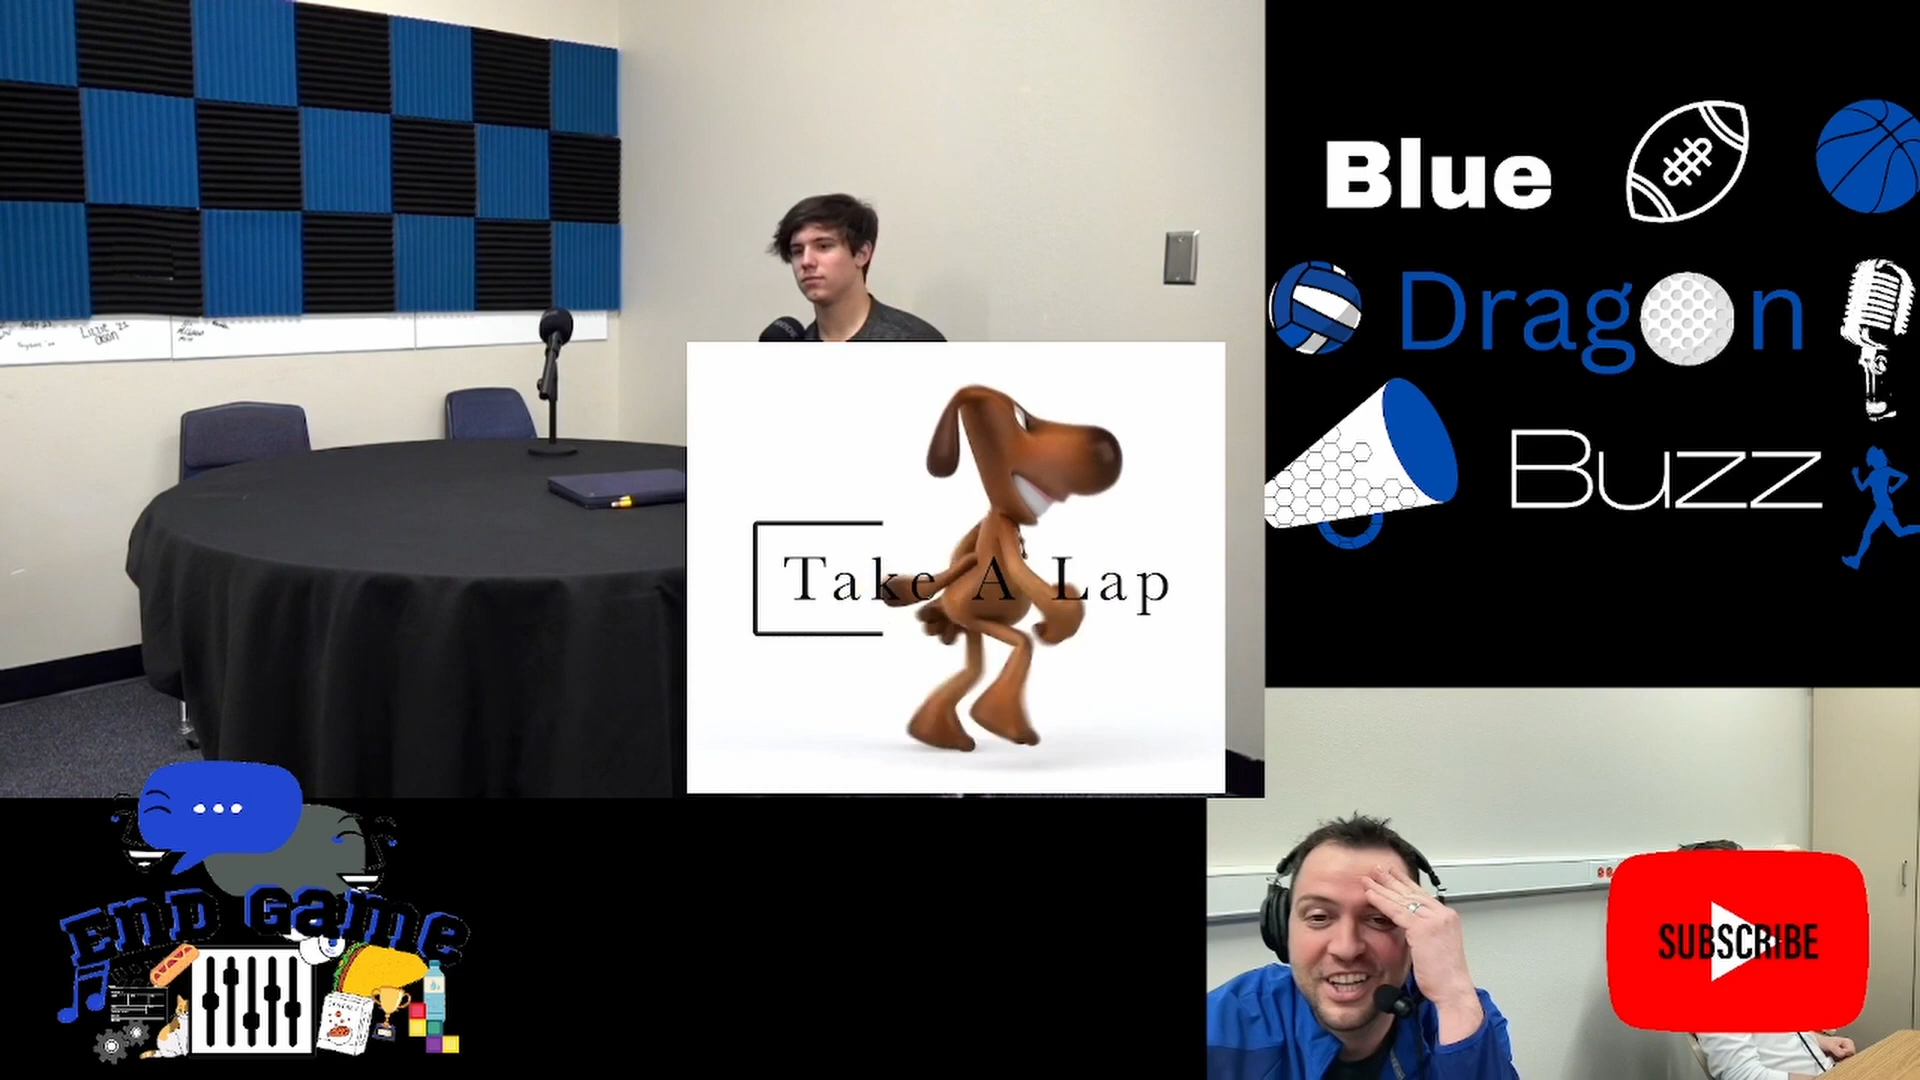 Blue
Dragon
Buzz
Take A Lap
END GAME
SUBSCRIBE